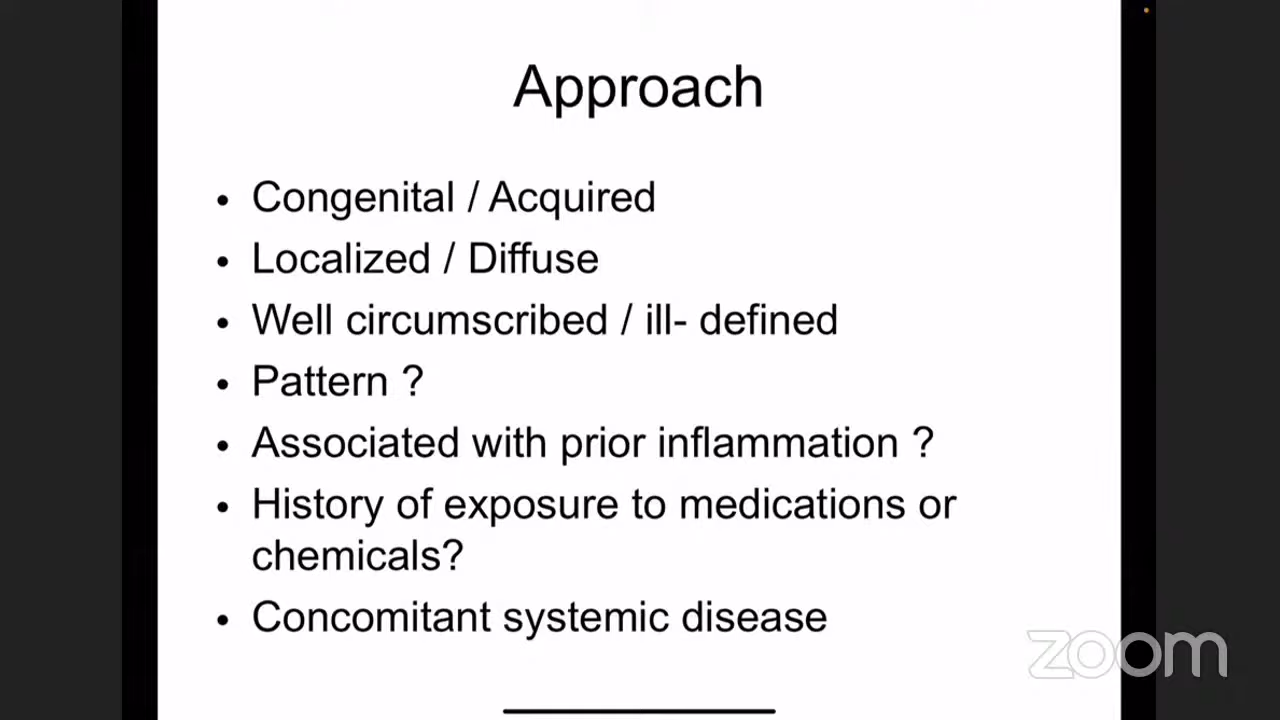 Approach
• Congenital / Acquired
• Localized / Diffuse
• Well circumscribed / ill- defined
• Pattern ?
• Associated with prior inflammation ?
• History of exposure to medications or
chemicals?
• Concomitant systemic disease
zoom